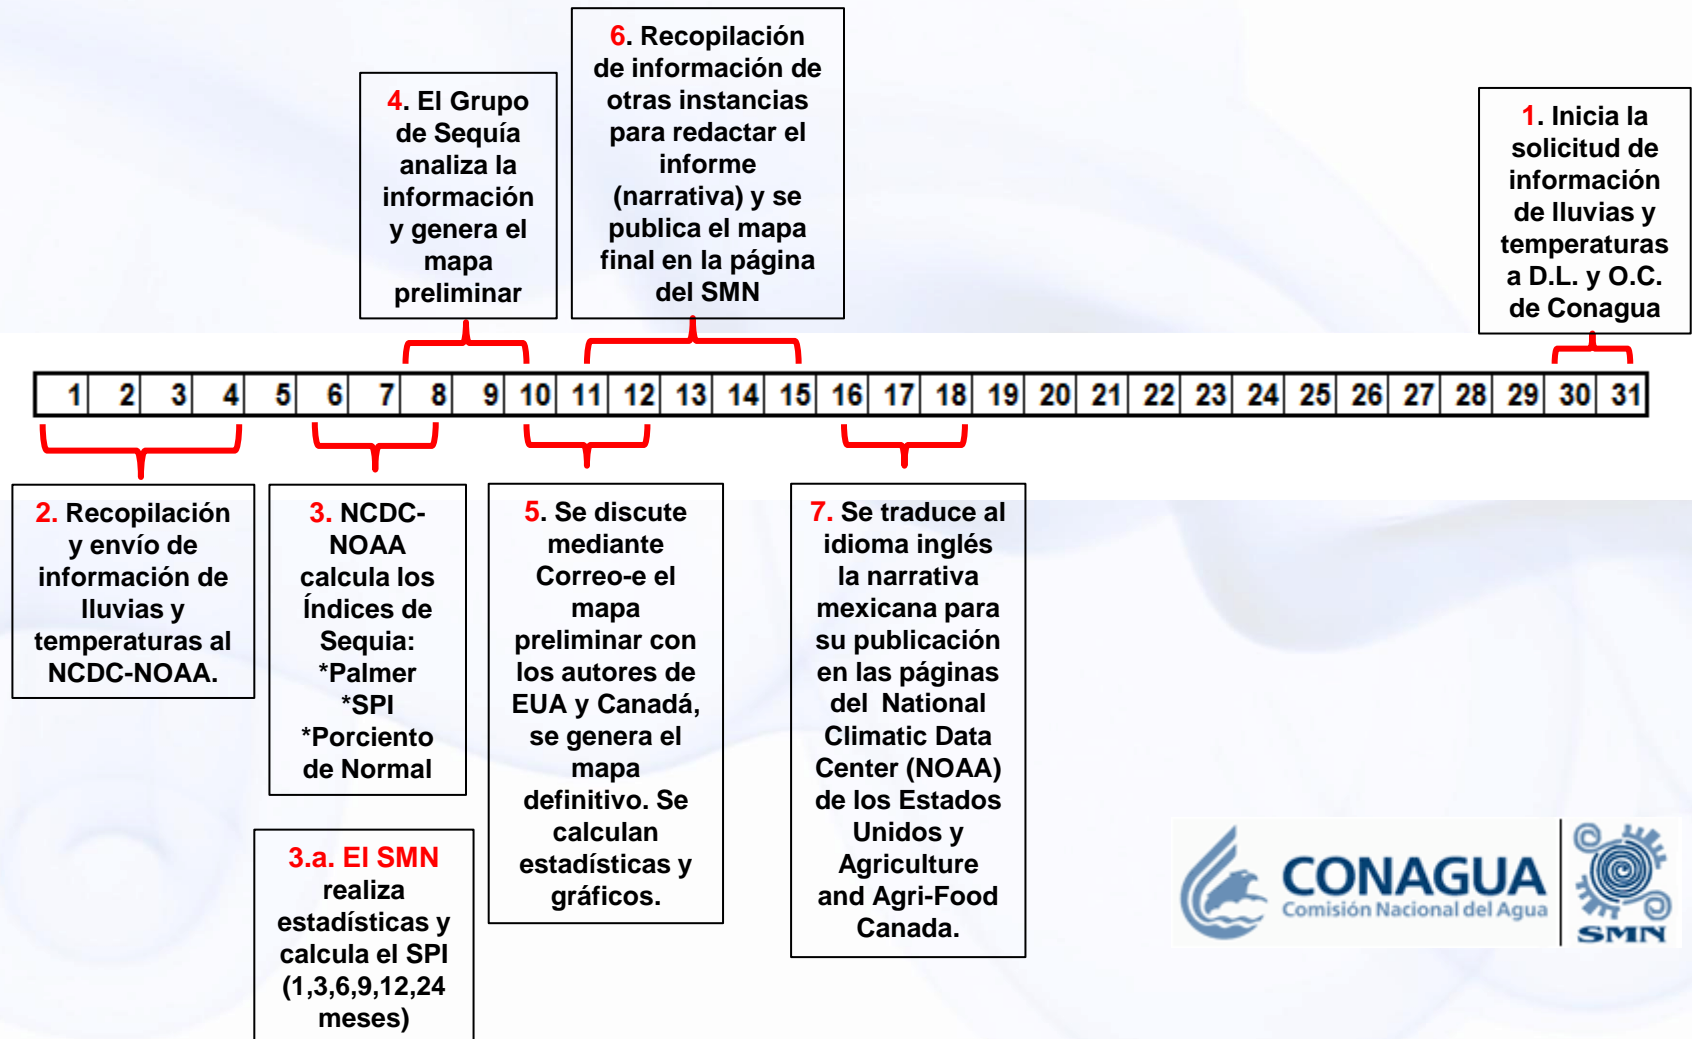 6. Recopilación
de información de
otras instancias
para redactar el
informe
(narrativa) y se
publica el mapa
final en la página
del SMN
4. El Grupo
de Sequía
analiza la
información
y genera el
mapa
preliminar
1. Inicia la
solicitud de
información
de lluvias y
temperaturas
a D.L. y O.C.
de Conagua
1 2 3 4 5 6 7 8 9 10 11 12 13 14 15 16 17 18 19 20 21 22 23 24 25 26 27 28 29 30 31
2. Recopilación
y envío de
información de
lluvias y
temperaturas al
NCDC-NOAA.
3. NCDC-
NOAA
calcula los
Índices de
Sequia:
*Palmer
*SPI
*Porciento
de Normal
3.a. El SMN
realiza
estadísticas y
calcula el SPI
(1,3,6,9,12,24
meses)
5. Se discute
mediante
Correo-e el
mapa
preliminar con
los autores de
EUA y Canadá,
se genera el
mapa
definitivo. Se
calculan
estadísticas y
gráficos.
7. Se traduce al
idioma inglés
la narrativa
mexicana para
su publicación
en las páginas
del National
Climatic Data
Center (NOAA)
de los Estados
Unidos y
Agriculture
and Agri-Food
Canada.
CONAGUA
Comisión Nacional del Agua
SMN